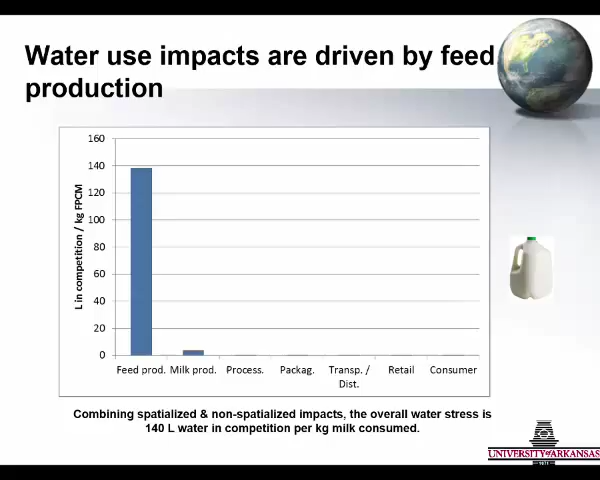 Water use impacts are driven by feed
production
160
140
120
100
80
60
40
20
0
L in competition / kg FPCM
Feed prod. Milk prod. Process. Packag. Transp. / Dist. Retail Consumer
Combining spatialized & non-spatialized impacts, the overall water stress is
140 L water in competition per kg milk consumed.
UNIVERSITY of ARKANSAS